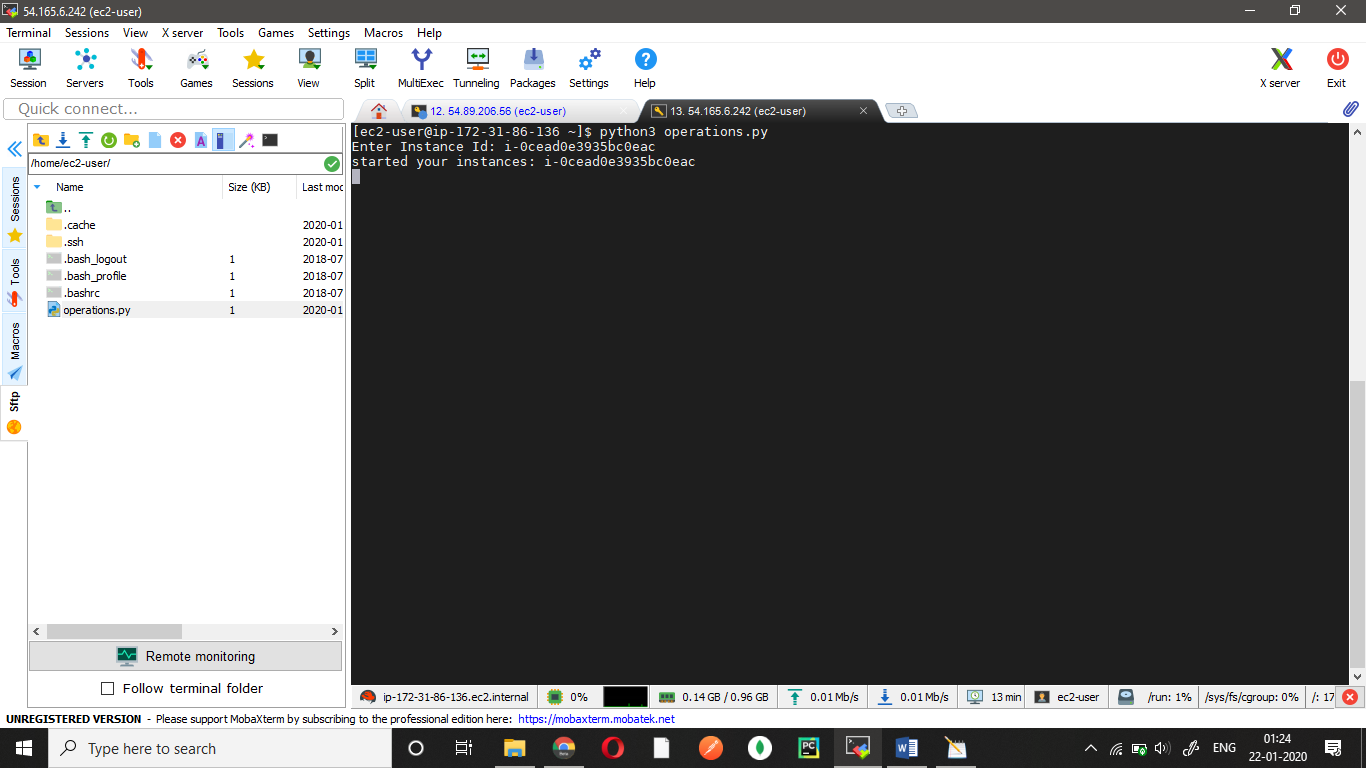 54.165.6.242 (ec2-user)
Terminal Sessions View X server Tools Games Settings Macros Help
Session Servers Tools Games Sessions View Split MultiExec Tunneling Packages Settings Help X server Exit
Quick connect...
12. 54.89.206.56 (ec2-user)
13. 54.165.6.242 (ec2-user)
/home/ec2-user/
Name Size (KB) Last mod
..
.cache 2020-01
.ssh 2020-01
.bash_logout 1 2018-07
.bash_profile 1 2018-07
.bashrc 1 2018-07
operations.py 1 2020-01
Sessions
Tools
Macros
Sftp
[ec2-user@ip-172-31-86-136 ~]$ python3 operations.py
Enter Instance Id: i-0cead0e3935bc0eac
started your instances: i-0cead0e3935bc0eac
Remote monitoring
Follow terminal folder
ip-172-31-86-136.ec2.internal 0% 0.14 GB / 0.96 GB 0.01 Mb/s 0.01 Mb/s 13 min ec2-user /run: 1% /sys/fs/cgroup: 0% /: 17
UNREGISTERED VERSION - Please support MobaXterm by subscribing to the professional edition here: https://mobaxterm.mobatek.net
Type here to search
PC
W
ENG
01:24
22-01-2020